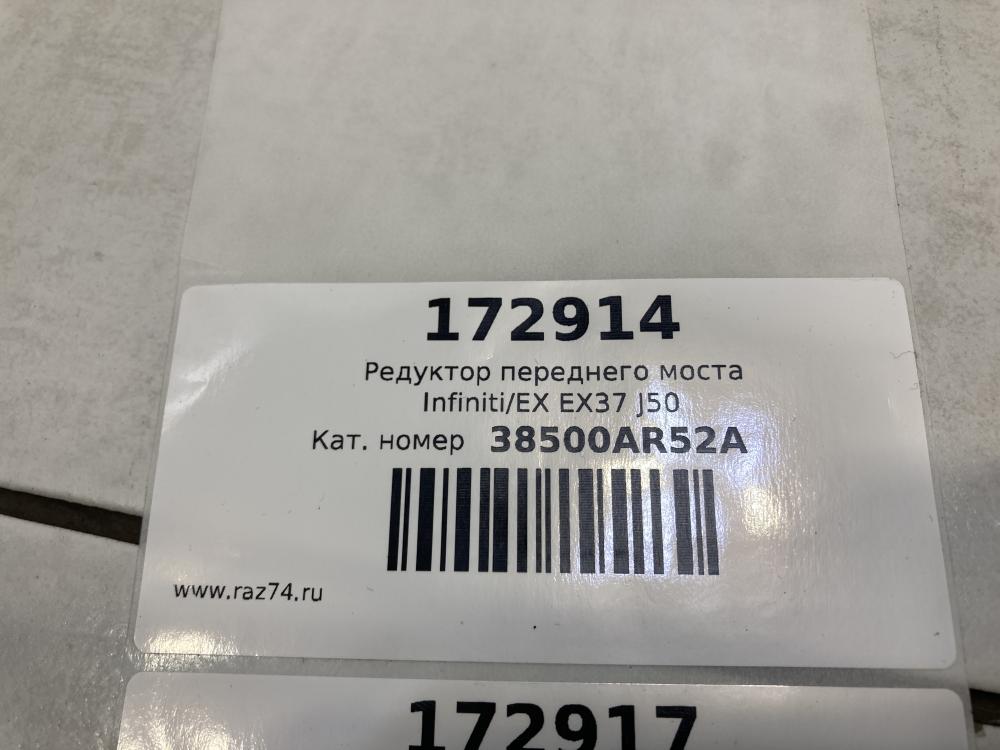 172914
Редуктор переднего моста
Infiniti/EX EX37 J50
Кат. номер 38500AR52A
www.raz74.ru
172917